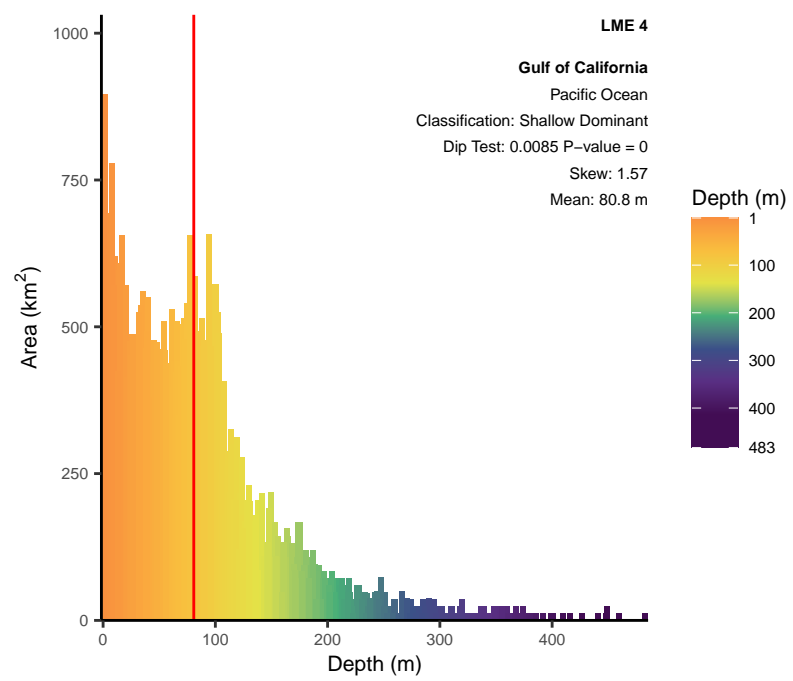 LME 4
Gulf of California
Pacific Ocean
Classification: Shallow Dominant
Dip Test: 0.0085 P−value = 0
Skew: 1.57
Mean: 80.8 m
1000
750
500
250
0
Area (km²)
0 100 200 300 400
Depth (m)
Depth (m)
1
100
200
300
400
483